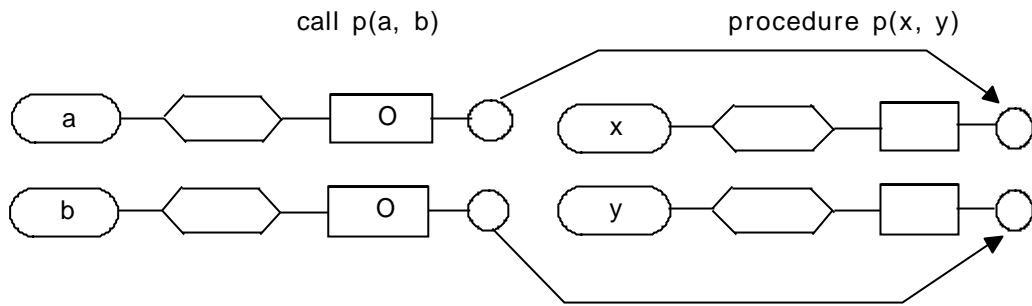 call p(a, b) procedure p(x, y)
a O x
b O y